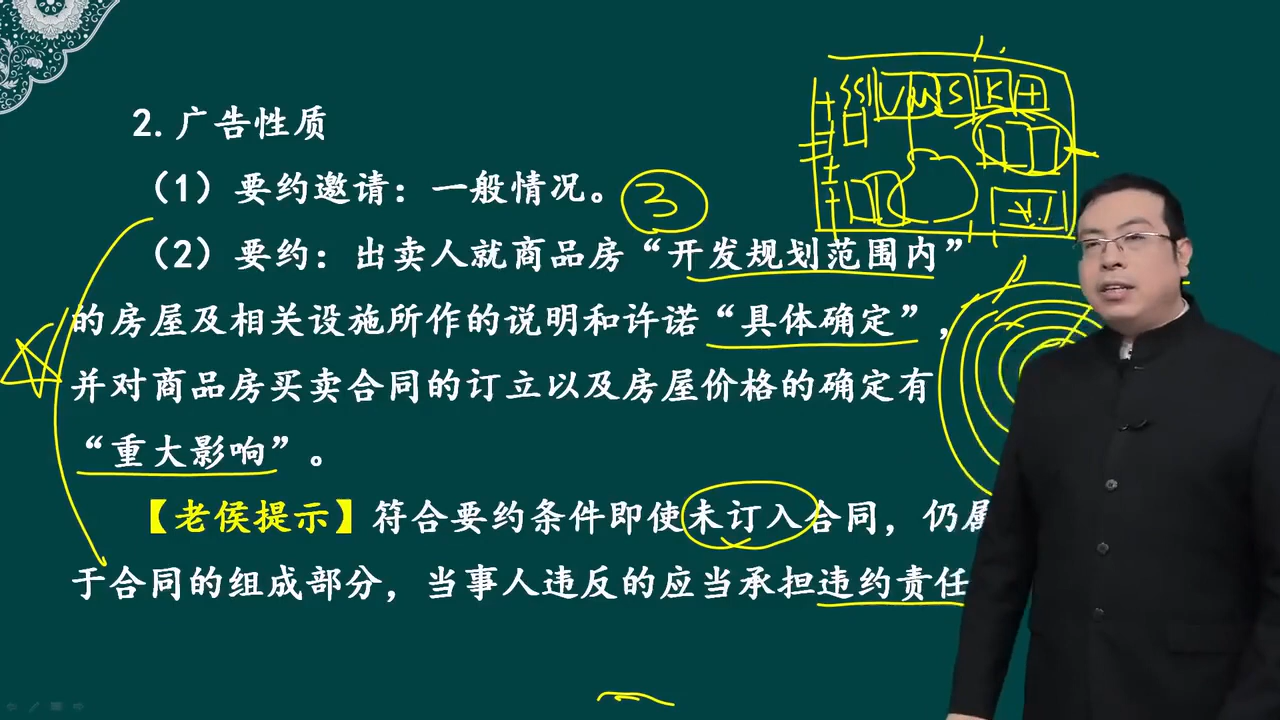 2.广告性质
（1）要约邀请：一般情况。
3
（2）要约：出卖人就商品房“开发规划范围内”
的房屋及相关设施所作的说明和许诺“具体确定”，
并对商品房买卖合同的订立以及房屋价格的确定有
“重大影响”。
【老侯提示】符合要约条件即使未订入合同，仍属
于合同的组成部分，当事人违反的应当承担违约责任